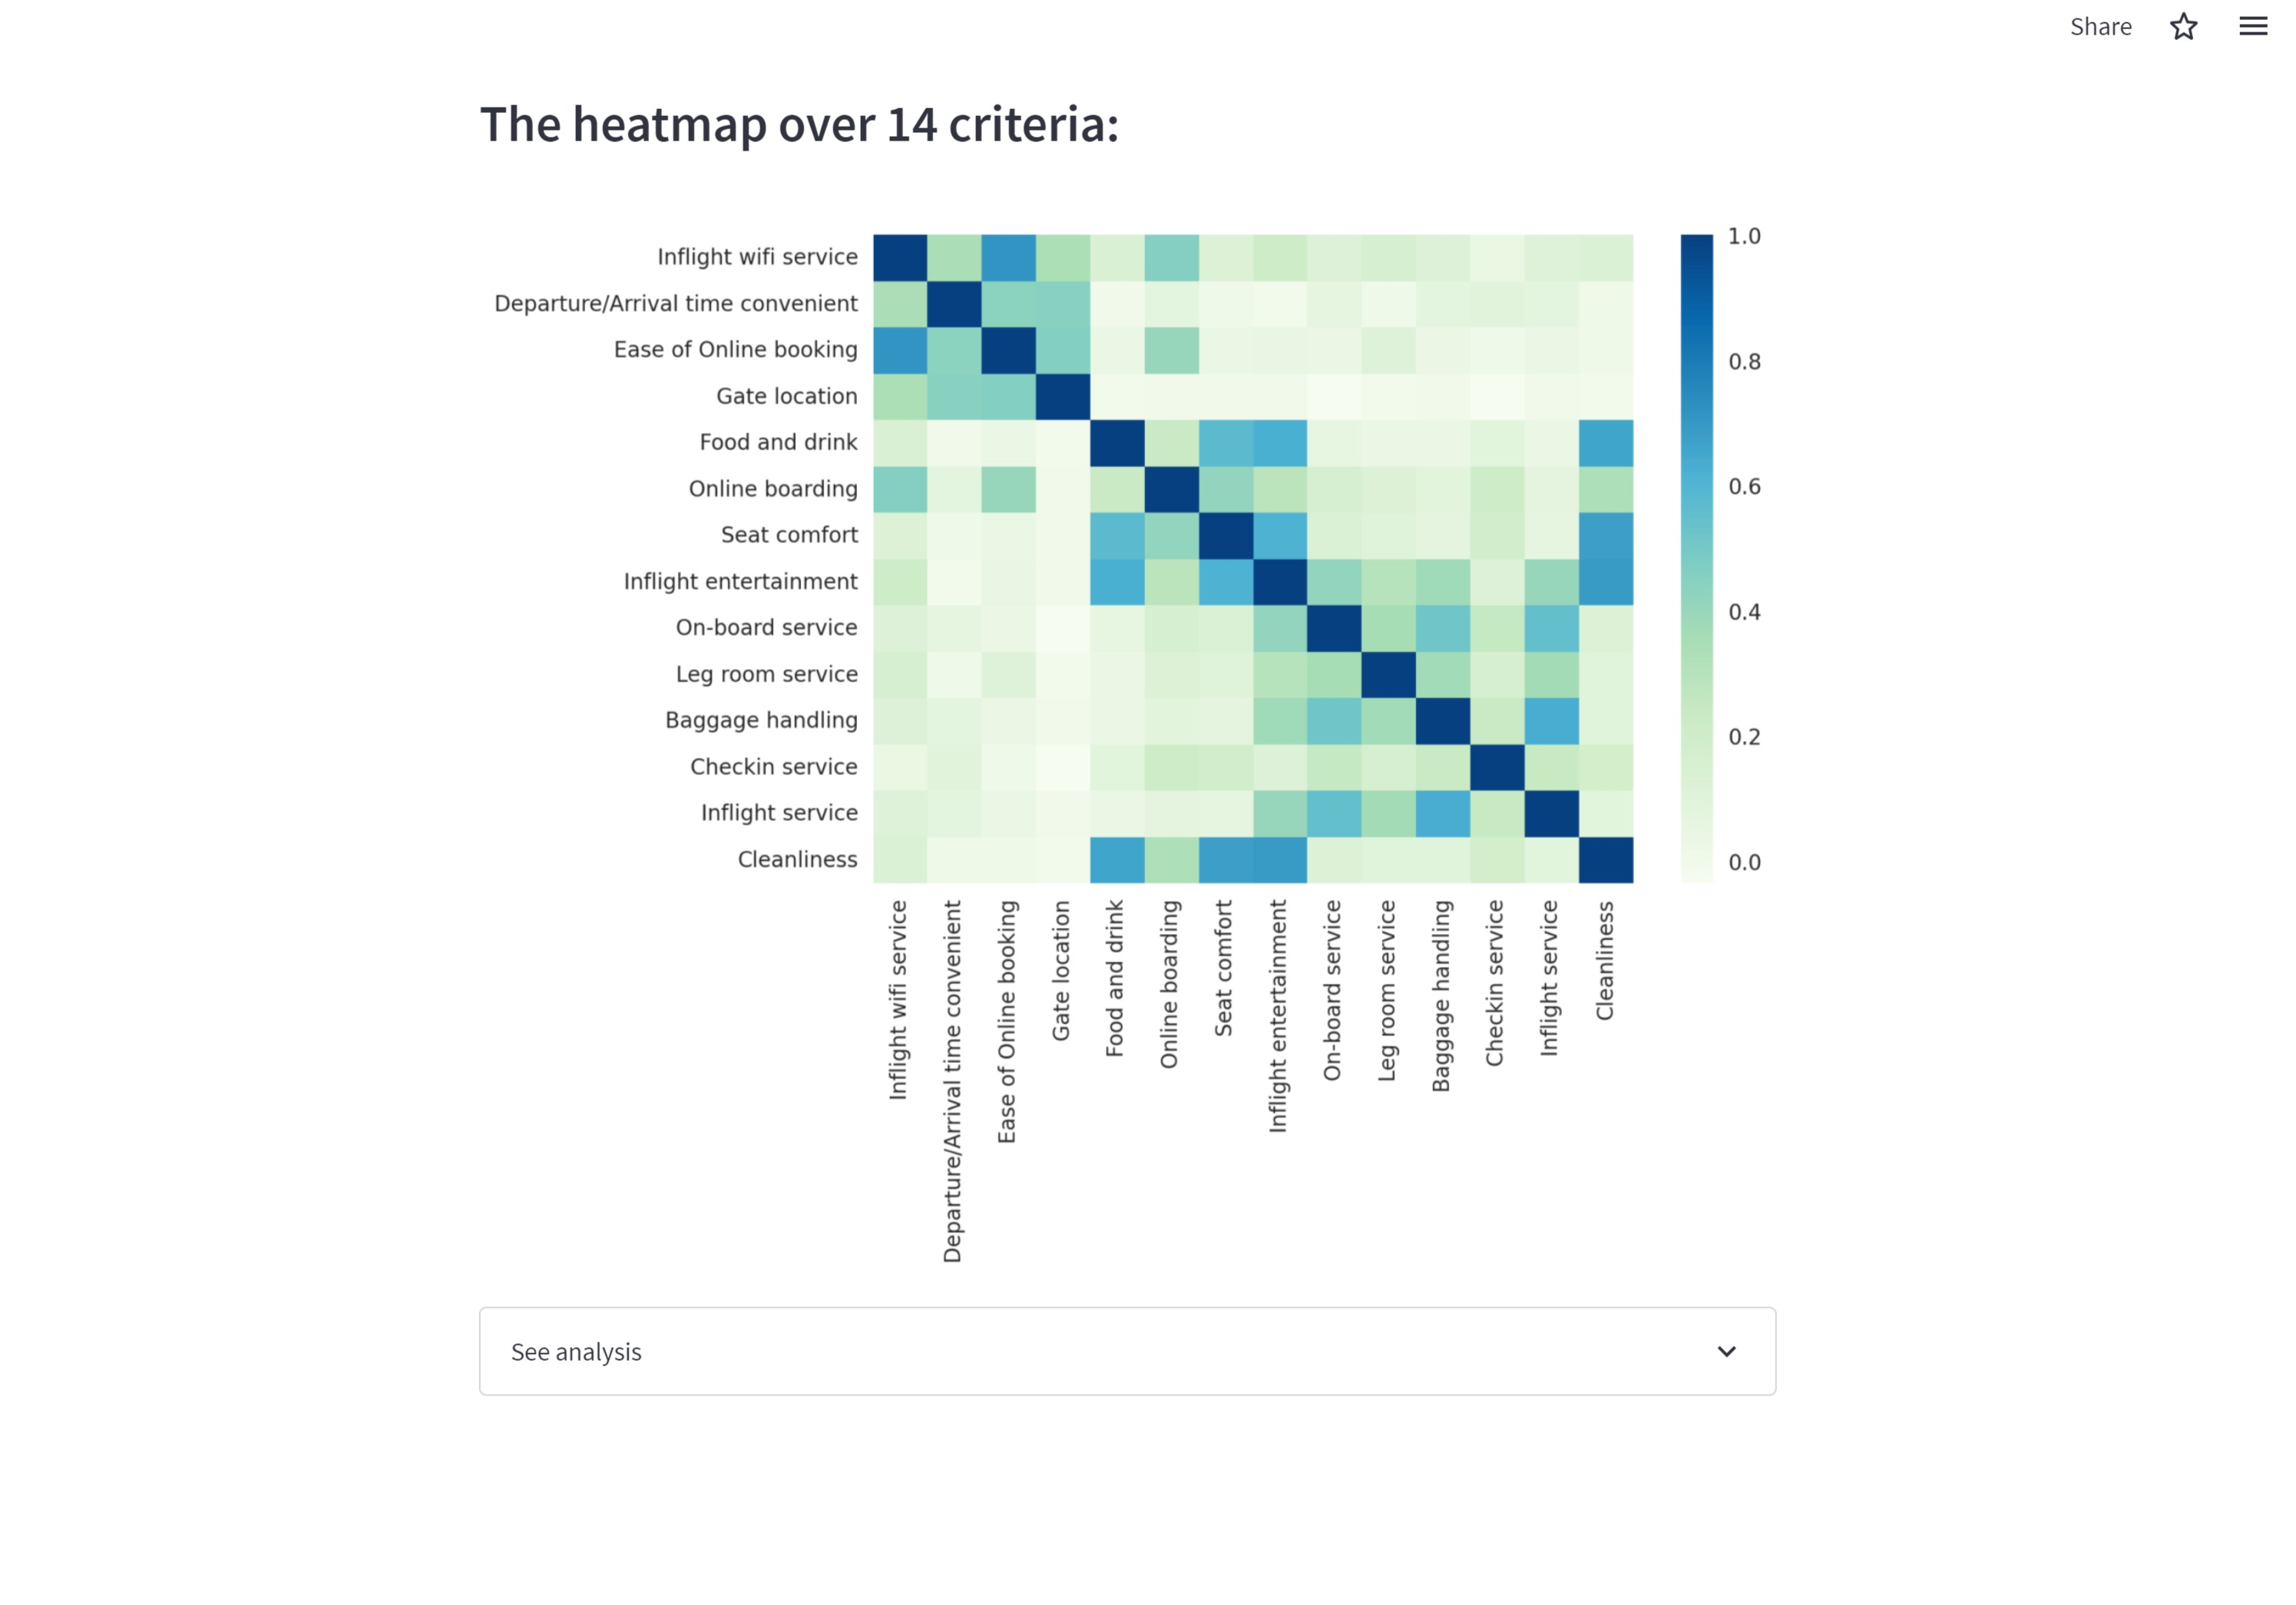 Share
The heatmap over 14 criteria:
Inflight wifi service
Departure/Arrival time convenient
Ease of Online booking
Gate location
Food and drink
Online boarding
Seat comfort
Inflight entertainment
On-board service
Leg room service
Baggage handling
Checkin service
Inflight service
Cleanliness
1.0
0.8
0.6
0.4
0.2
0.0
Inflight wifi service
Departure/Arrival time convenient
Ease of Online booking
Gate location
Food and drink
Online boarding
Seat comfort
Inflight entertainment
On-board service
Leg room service
Baggage handling
Checkin service
Inflight service
Cleanliness
See analysis